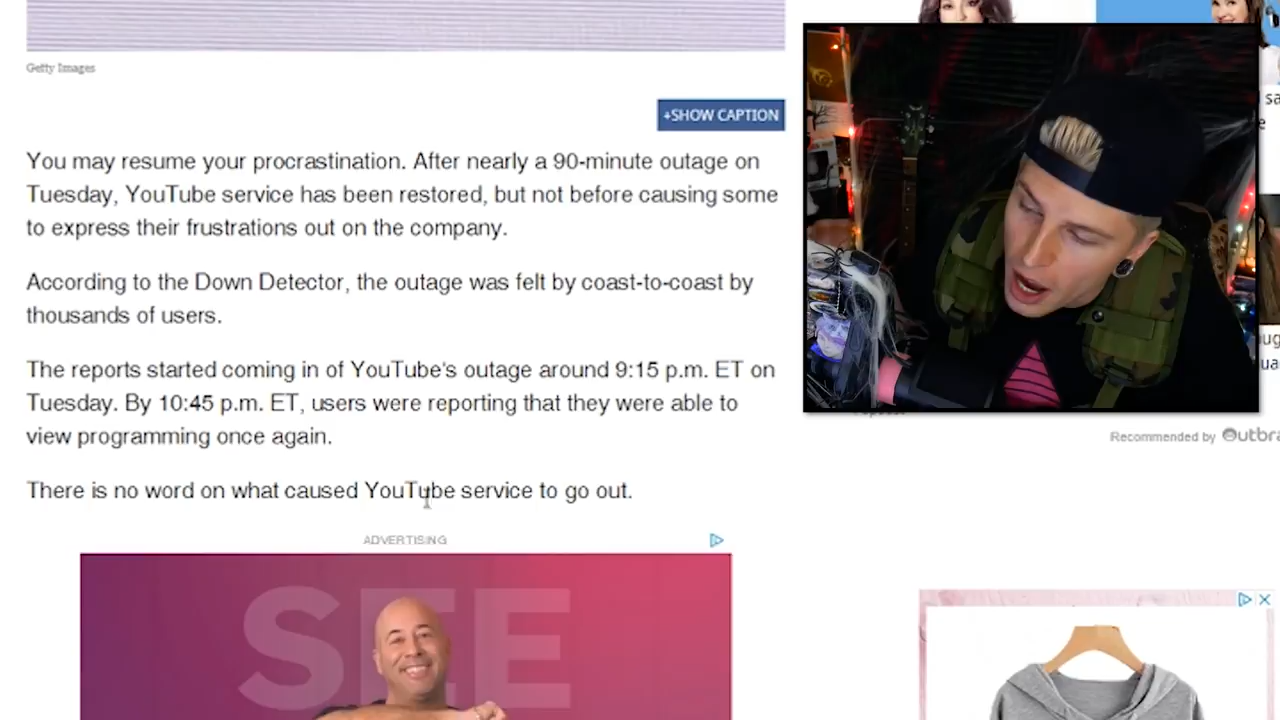 Getty Images
+SHOW CAPTION
You may resume your procrastination. After nearly a 90-minute outage on
Tuesday, YouTube service has been restored, but not before causing some
to express their frustrations out on the company.
According to the Down Detector, the outage was felt by coast-to-coast by
thousands of users.
The reports started coming in of YouTube's outage around 9:15 p.m. ET on
Tuesday. By 10:45 p.m. ET, users were reporting that they were able to
view programming once again.
There is no word on what caused YouTube service to go out.
Recommended by Outbra
ADVERTISING
SEE